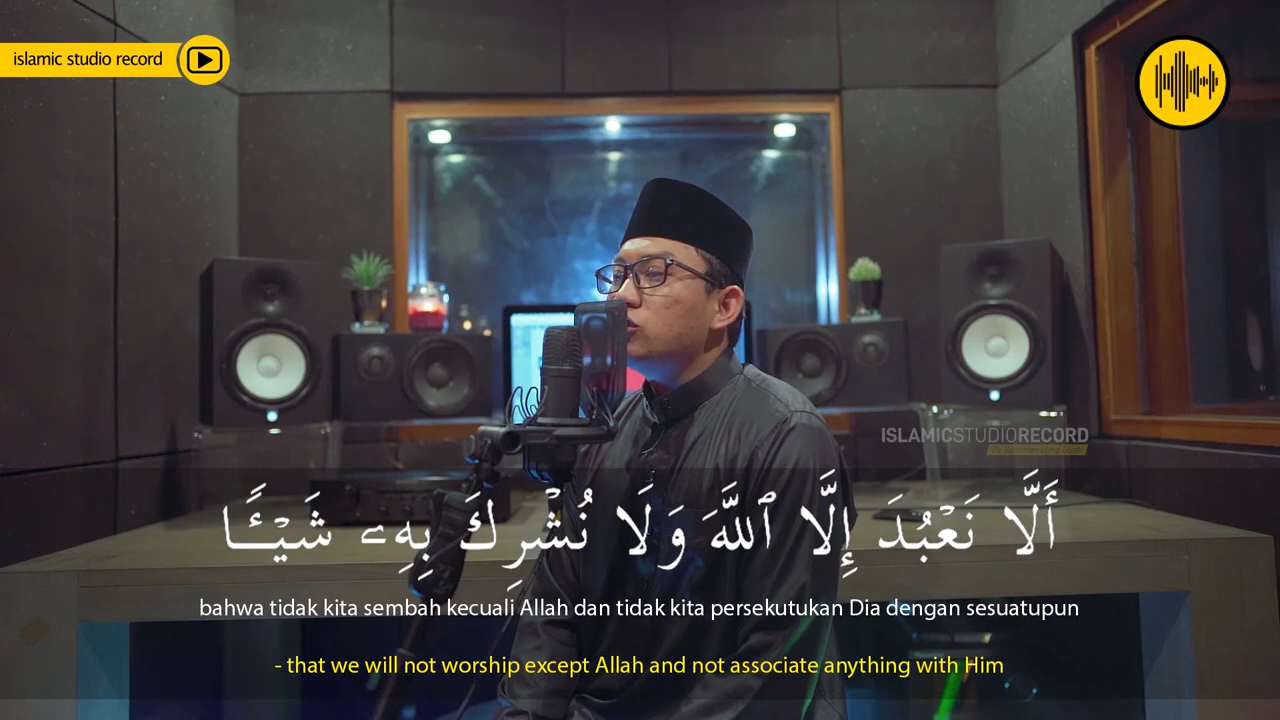 islamic studio record
ISLAMICSTUDIORECORD
أَلَّا نَعْبُدَ إِلَّا ٱللَّهَ وَلَا نُشْرِكَ بِهِۦ شَيْـًٔا
bahwa tidak kita sembah kecuali Allah dan tidak kita persekutukan Dia dengan sesuatupun
- that we will not worship except Allah and not associate anything with Him